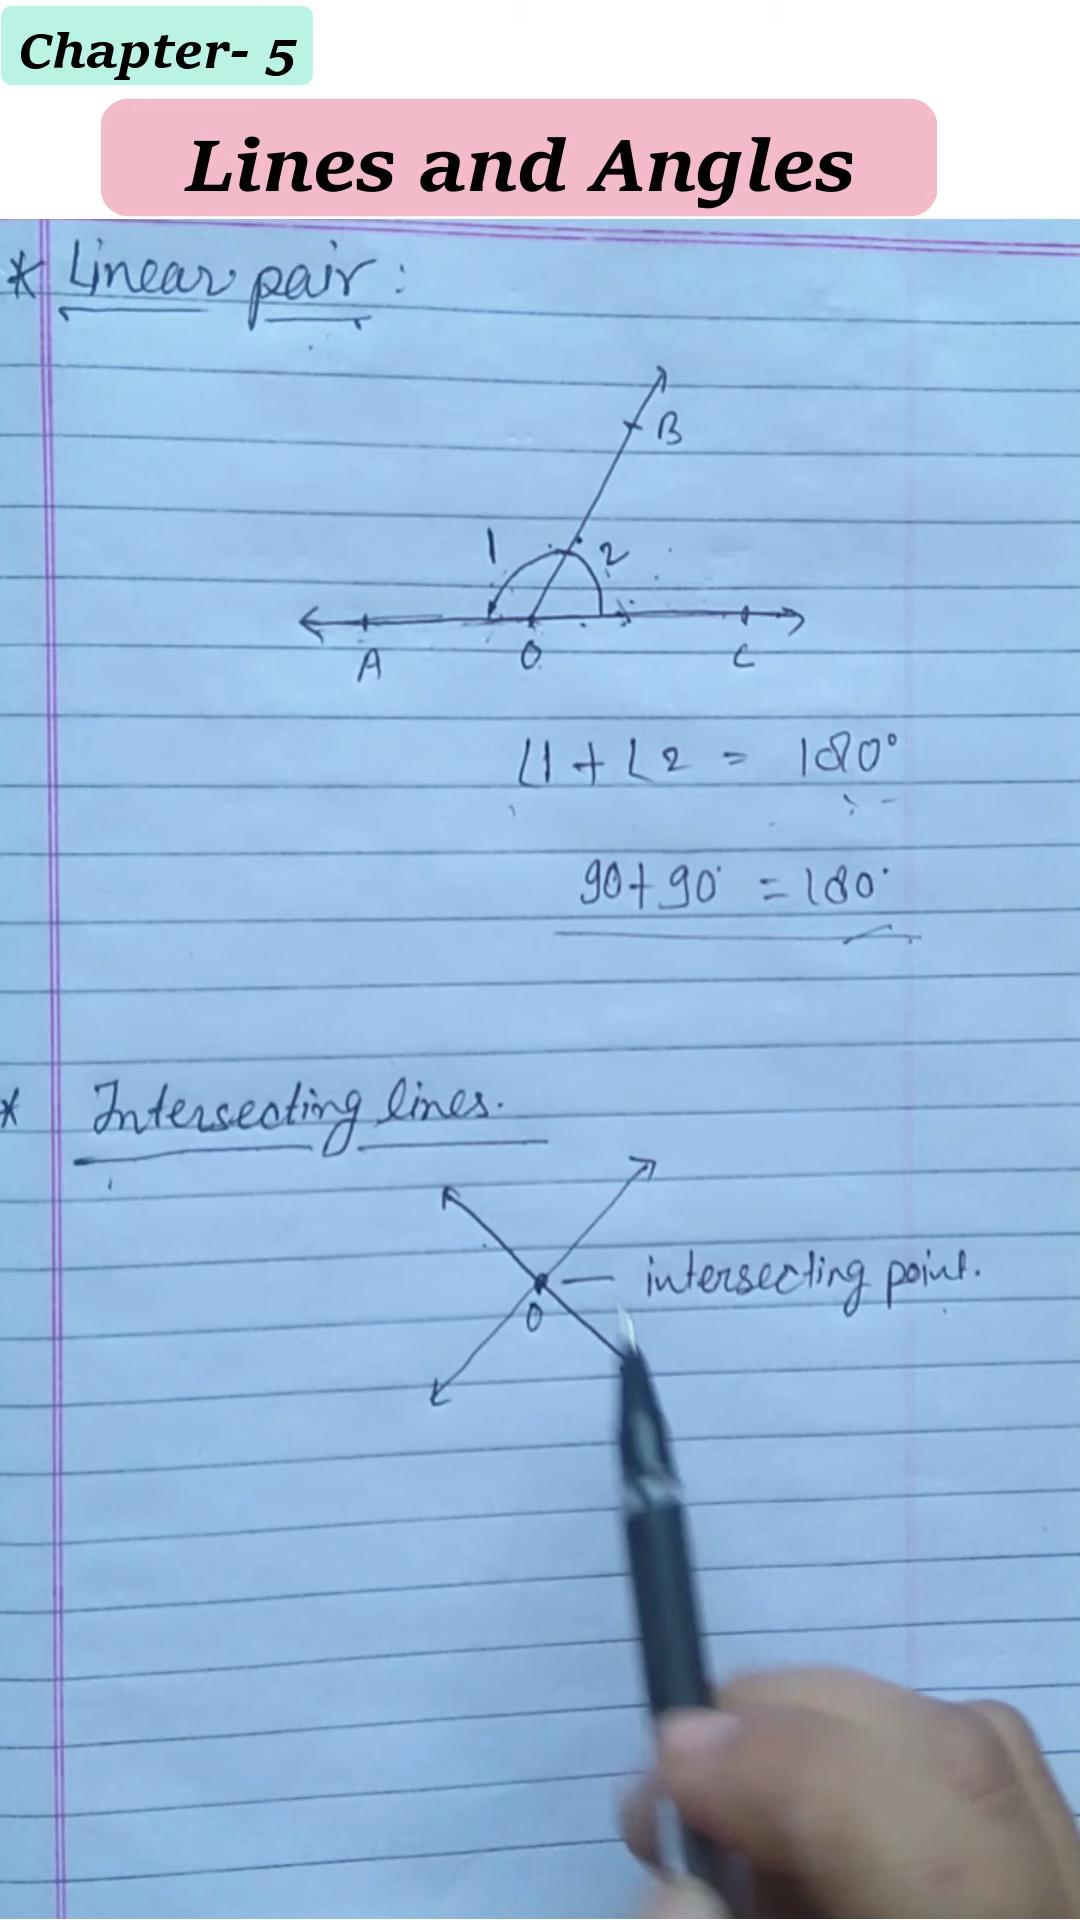 Chapter- 5
Lines and Angles
* Linear pair :
B
1 2
A O C
∠1 + ∠2 = 180°
90 + 90° = 180°
* Intersecting lines.
O — intersecting point.